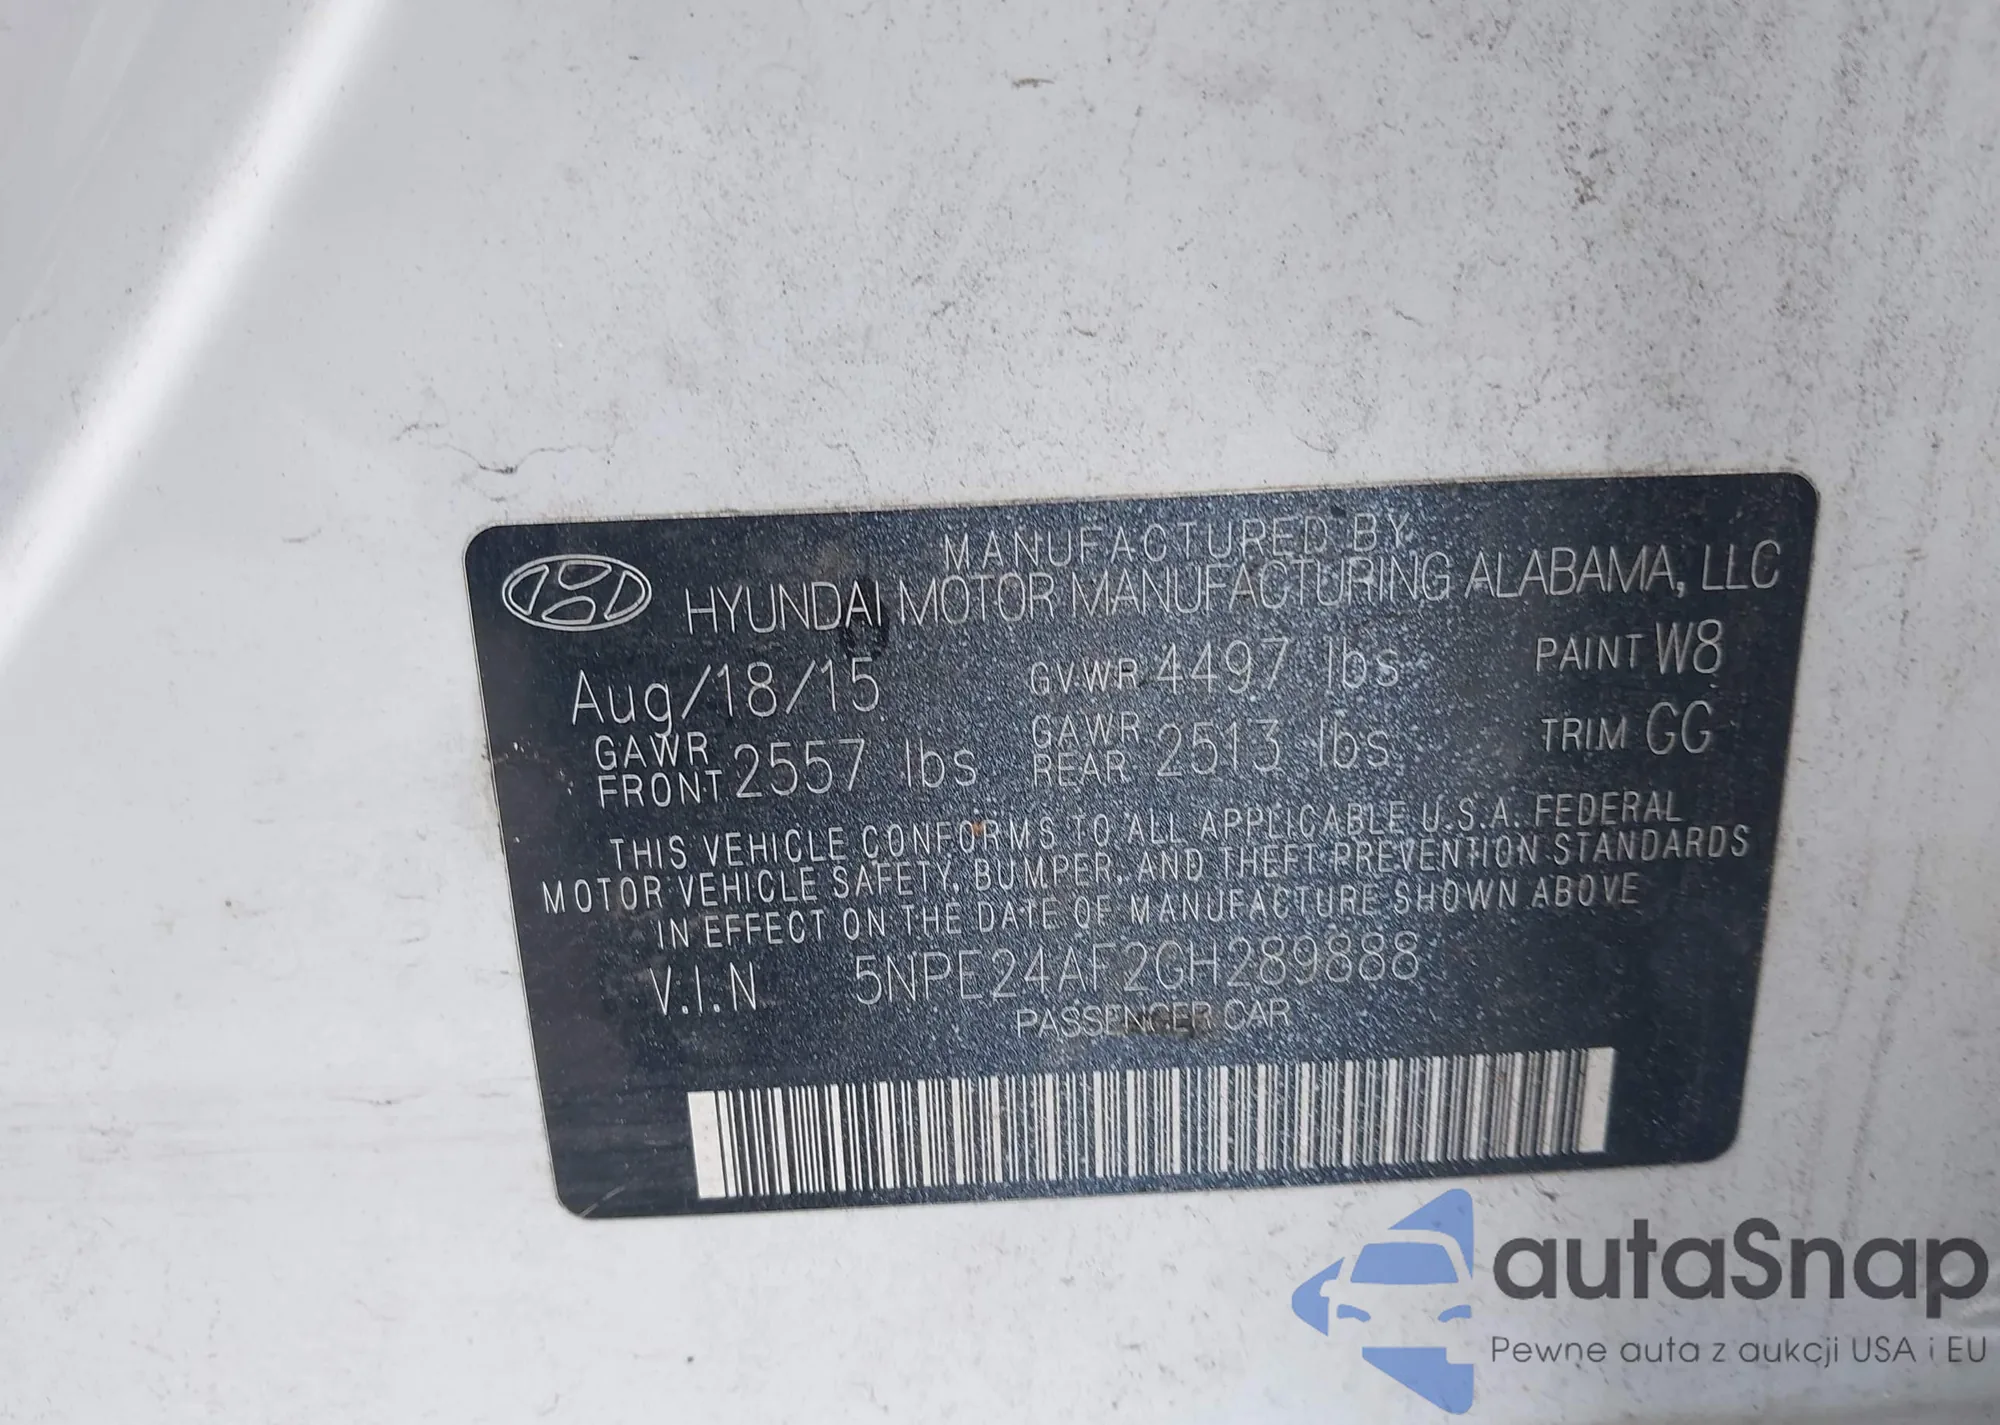 MANUFACTURED BY
HYUNDAI MOTOR MANUFACTURING ALABAMA, LLC
Aug/18/15 GVWR 4497 lbs PAINT W8
GAWR FRONT 2557 lbs GAWR REAR 2513 lbs TRIM GG
THIS VEHICLE CONFORMS TO ALL APPLICABLE U.S.A. FEDERAL
MOTOR VEHICLE SAFETY, BUMPER, AND THEFT PREVENTION STANDARDS
IN EFFECT ON THE DATE OF MANUFACTURE SHOWN ABOVE
V.I.N 5NPE24AF2GH289888
PASSENGER CAR
autaSnap
Pewne auta z aukcji USA i EU